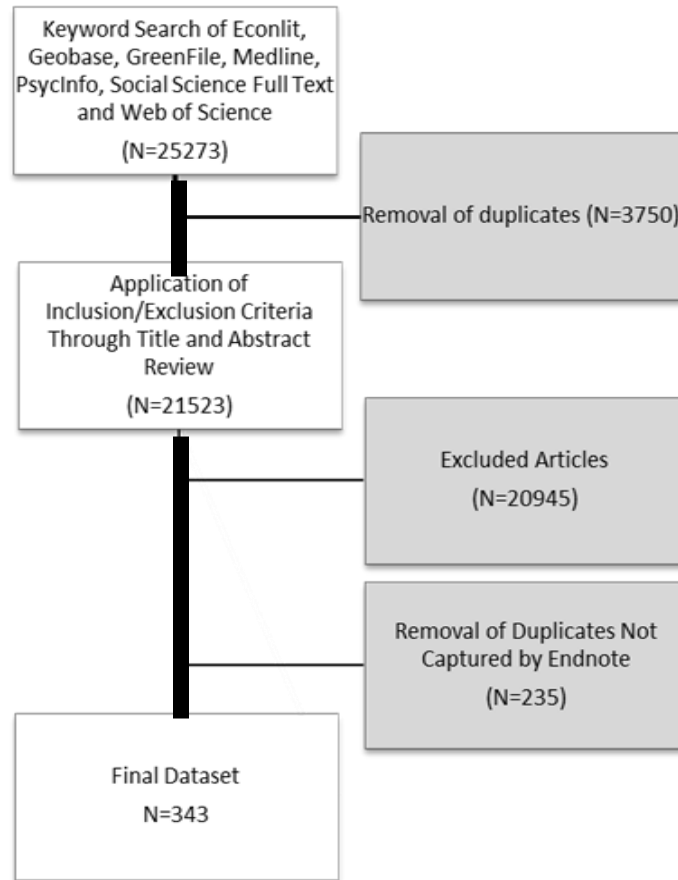 Keyword Search of Econlit,
Geobase, GreenFile, Medline,
PsycInfo, Social Science Full Text
and Web of Science
(N=25273)
Removal of duplicates (N=3750)
Application of
Inclusion/Exclusion Criteria
Through Title and Abstract
Review
(N=21523)
Excluded Articles
(N=20945)
Removal of Duplicates Not
Captured by Endnote
(N=235)
Final Dataset
N=343